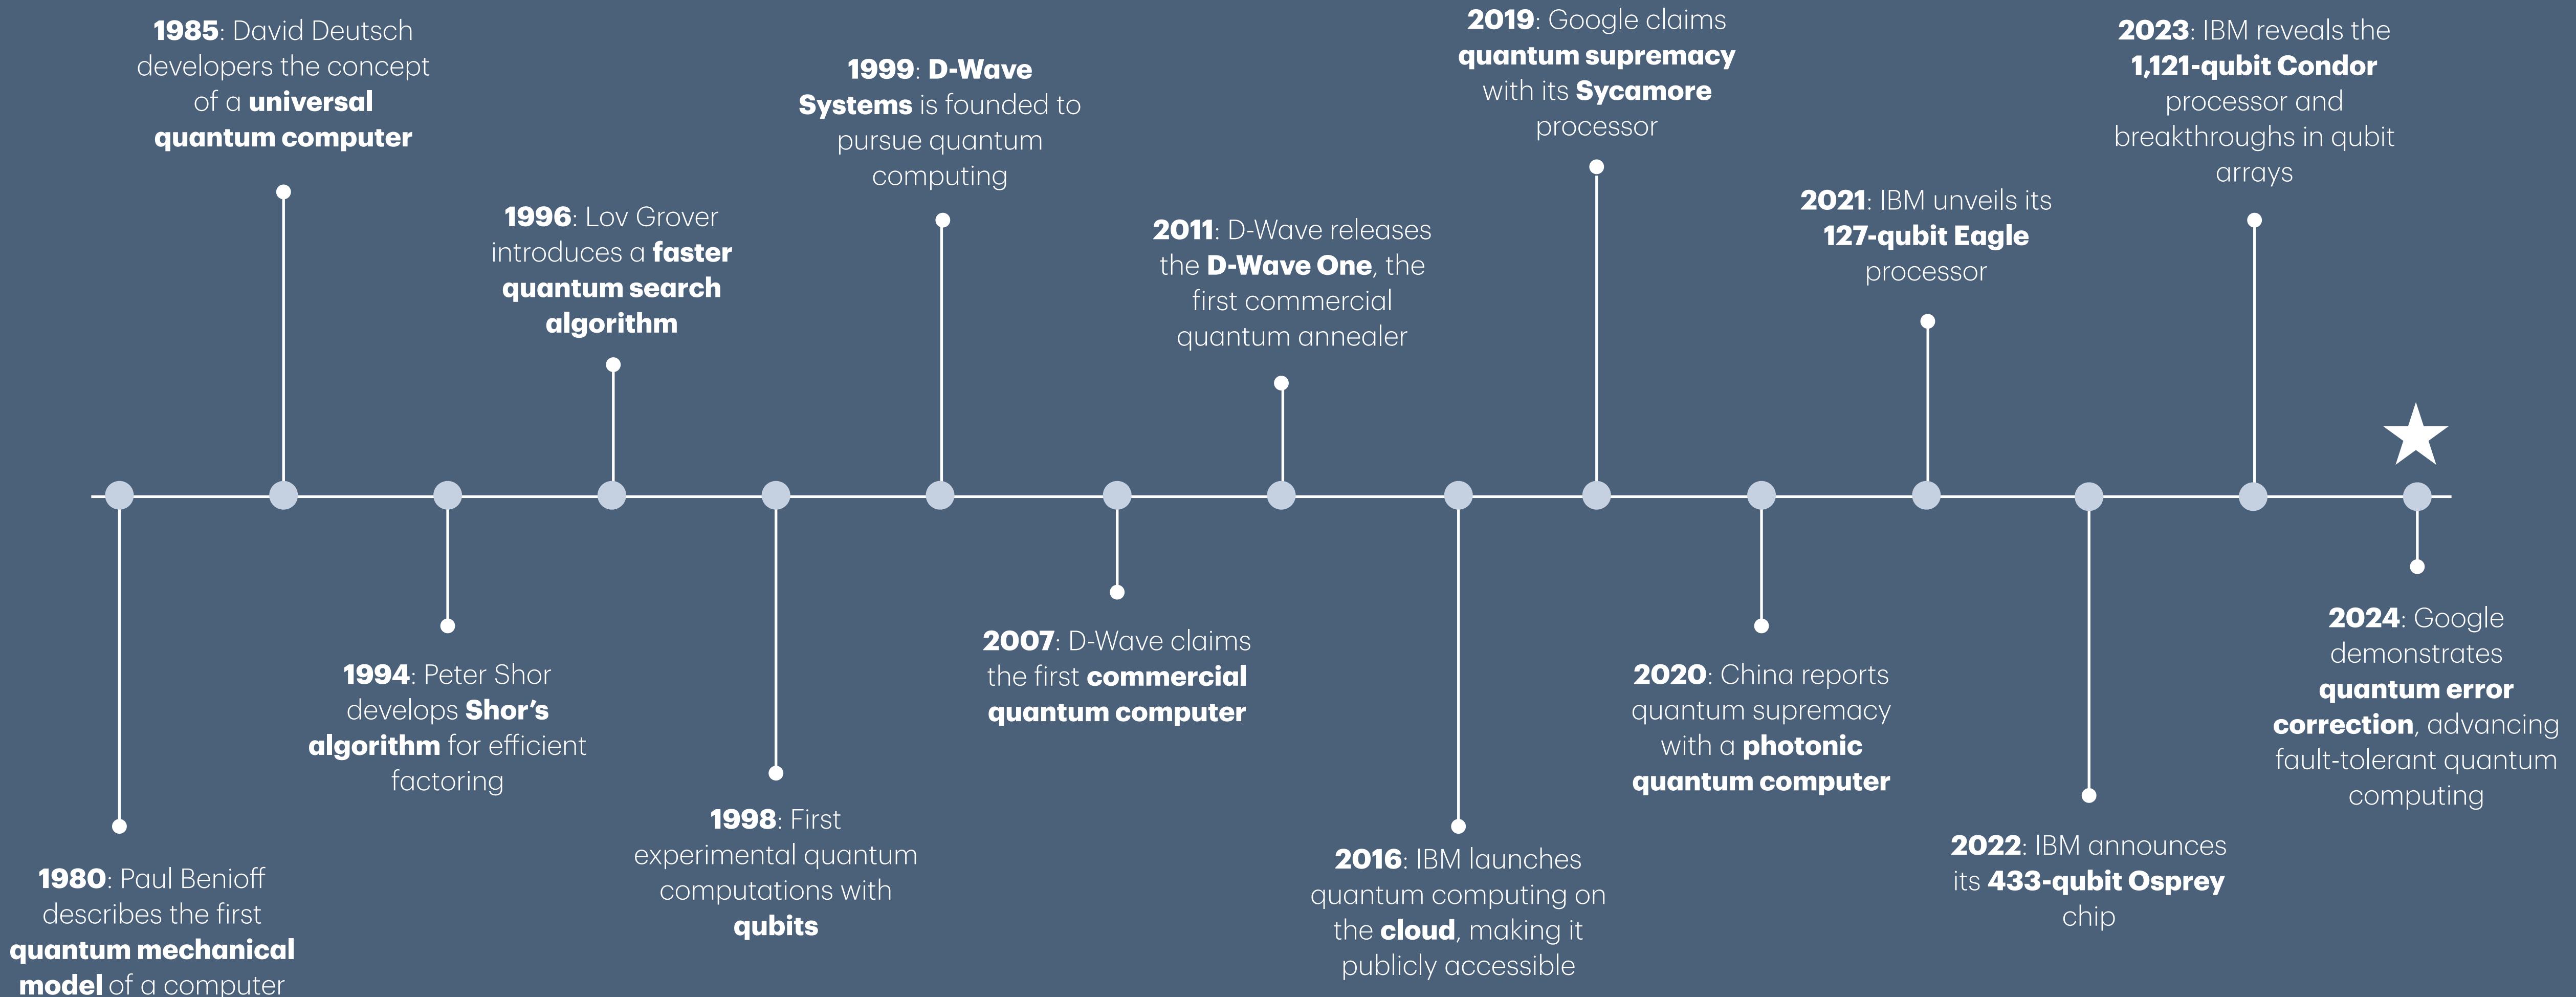 1985: David Deutsch
developers the concept
of a universal
quantum computer
1996: Lov Grover
introduces a faster
quantum search
algorithm
1999: D-Wave
Systems is founded to
pursue quantum
computing
2011: D-Wave releases
the D-Wave One, the
first commercial
quantum annealer
2019: Google claims
quantum supremacy
with its Sycamore
processor
2021: IBM unveils its
127-qubit Eagle
processor
2023: IBM reveals the
1,121-qubit Condor
processor and
breakthroughs in qubit
arrays
1980: Paul Benioff
describes the first
quantum mechanical
model of a computer
1994: Peter Shor
develops Shor’s
algorithm for efficient
factoring
1998: First
experimental quantum
computations with
qubits
2007: D-Wave claims
the first commercial
quantum computer
2016: IBM launches
quantum computing on
the cloud, making it
publicly accessible
2020: China reports
quantum supremacy
with a photonic
quantum computer
2022: IBM announces
its 433-qubit Osprey
chip
2024: Google
demonstrates
quantum error
correction, advancing
fault-tolerant quantum
computing